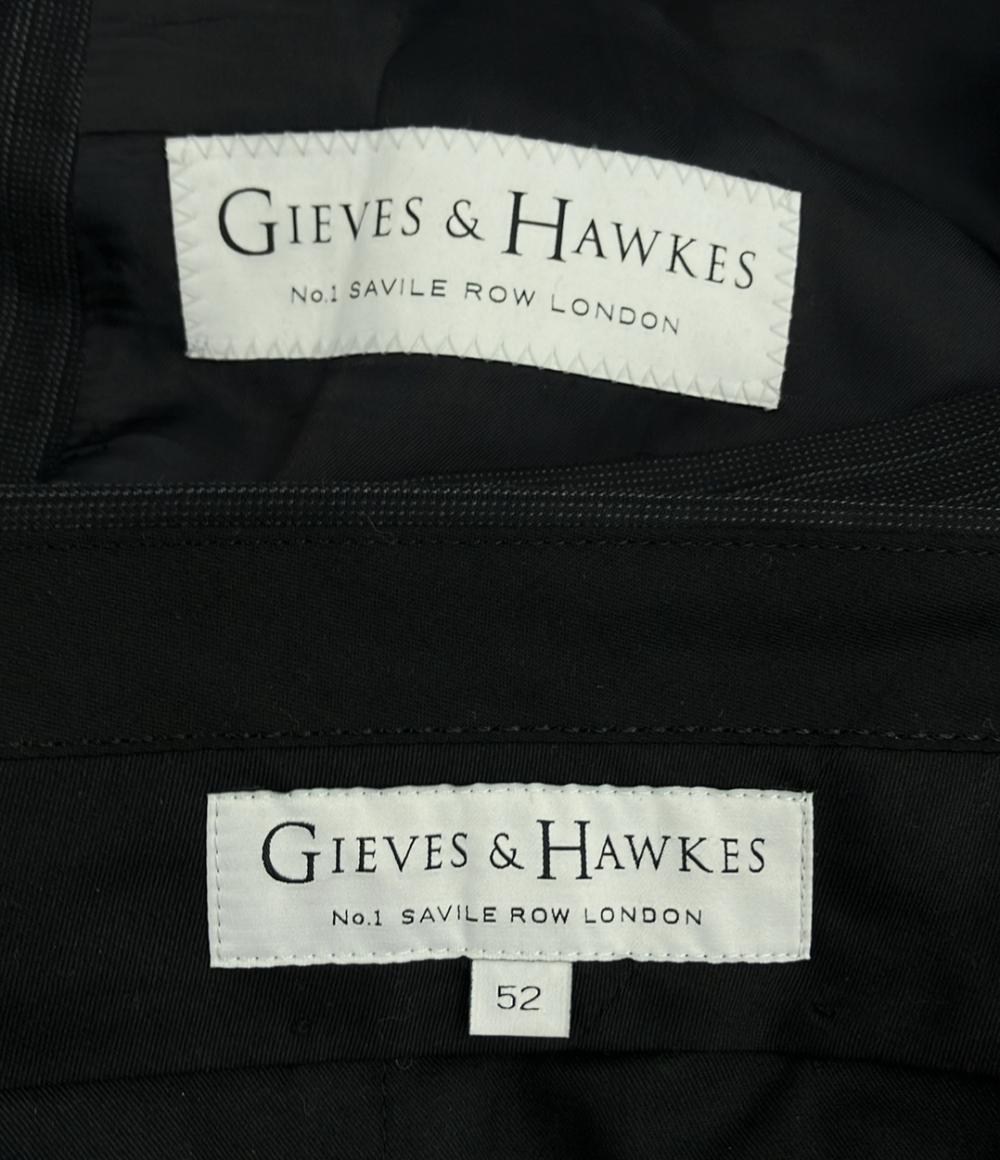 GIEVES & HAWKES
No.1 SAVILE ROW LONDON
GIEVES & HAWKES
No.1 SAVILE ROW LONDON
52